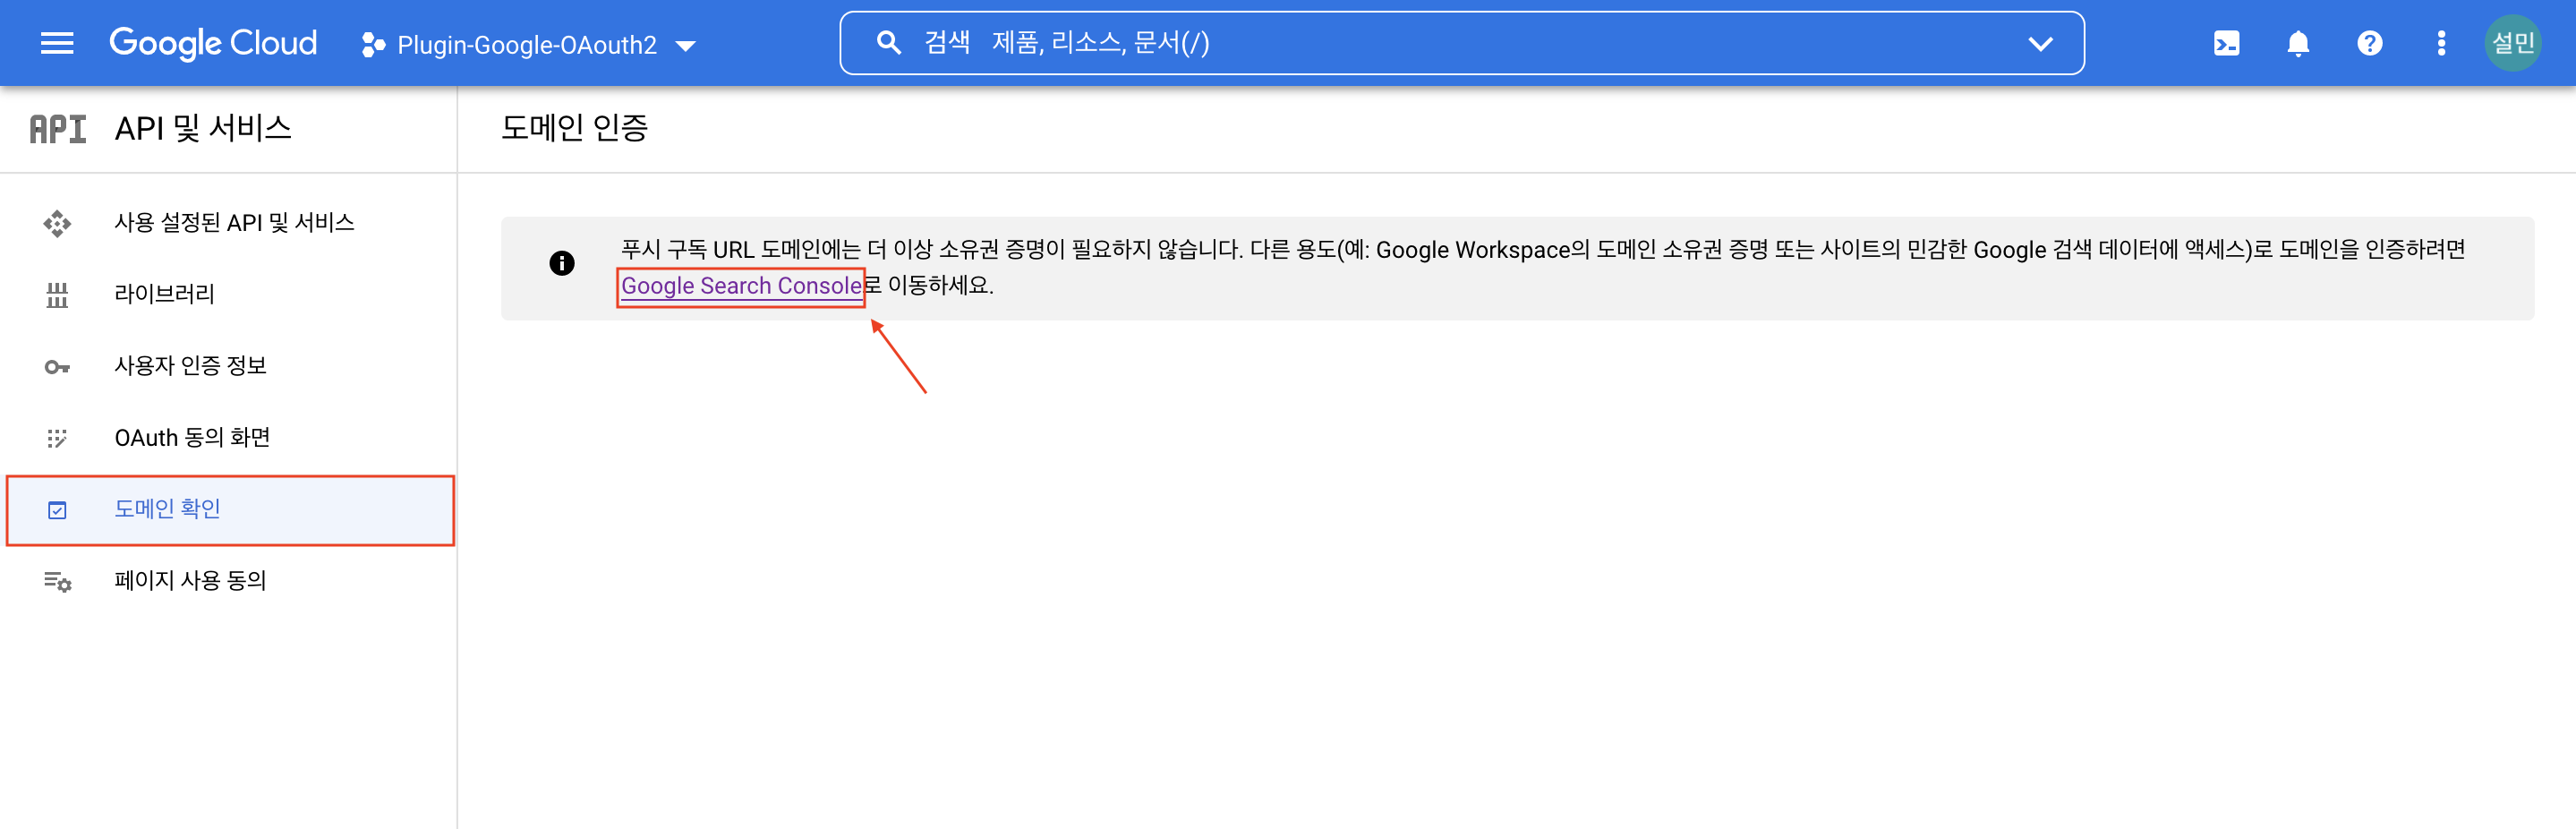 Google Cloud
Plugin-Google-OAouth2
검색 제품, 리소스, 문서(/)
설민
API API 및 서비스
도메인 인증
사용 설정된 API 및 서비스
라이브러리
사용자 인증 정보
OAuth 동의 화면
도메인 확인
페이지 사용 동의
푸시 구독 URL 도메인에는 더 이상 소유권 증명이 필요하지 않습니다. 다른 용도(예: Google Workspace의 도메인 소유권 증명 또는 사이트의 민감한 Google 검색 데이터에 액세스)로 도메인을 인증하려면
Google Search Console로 이동하세요.